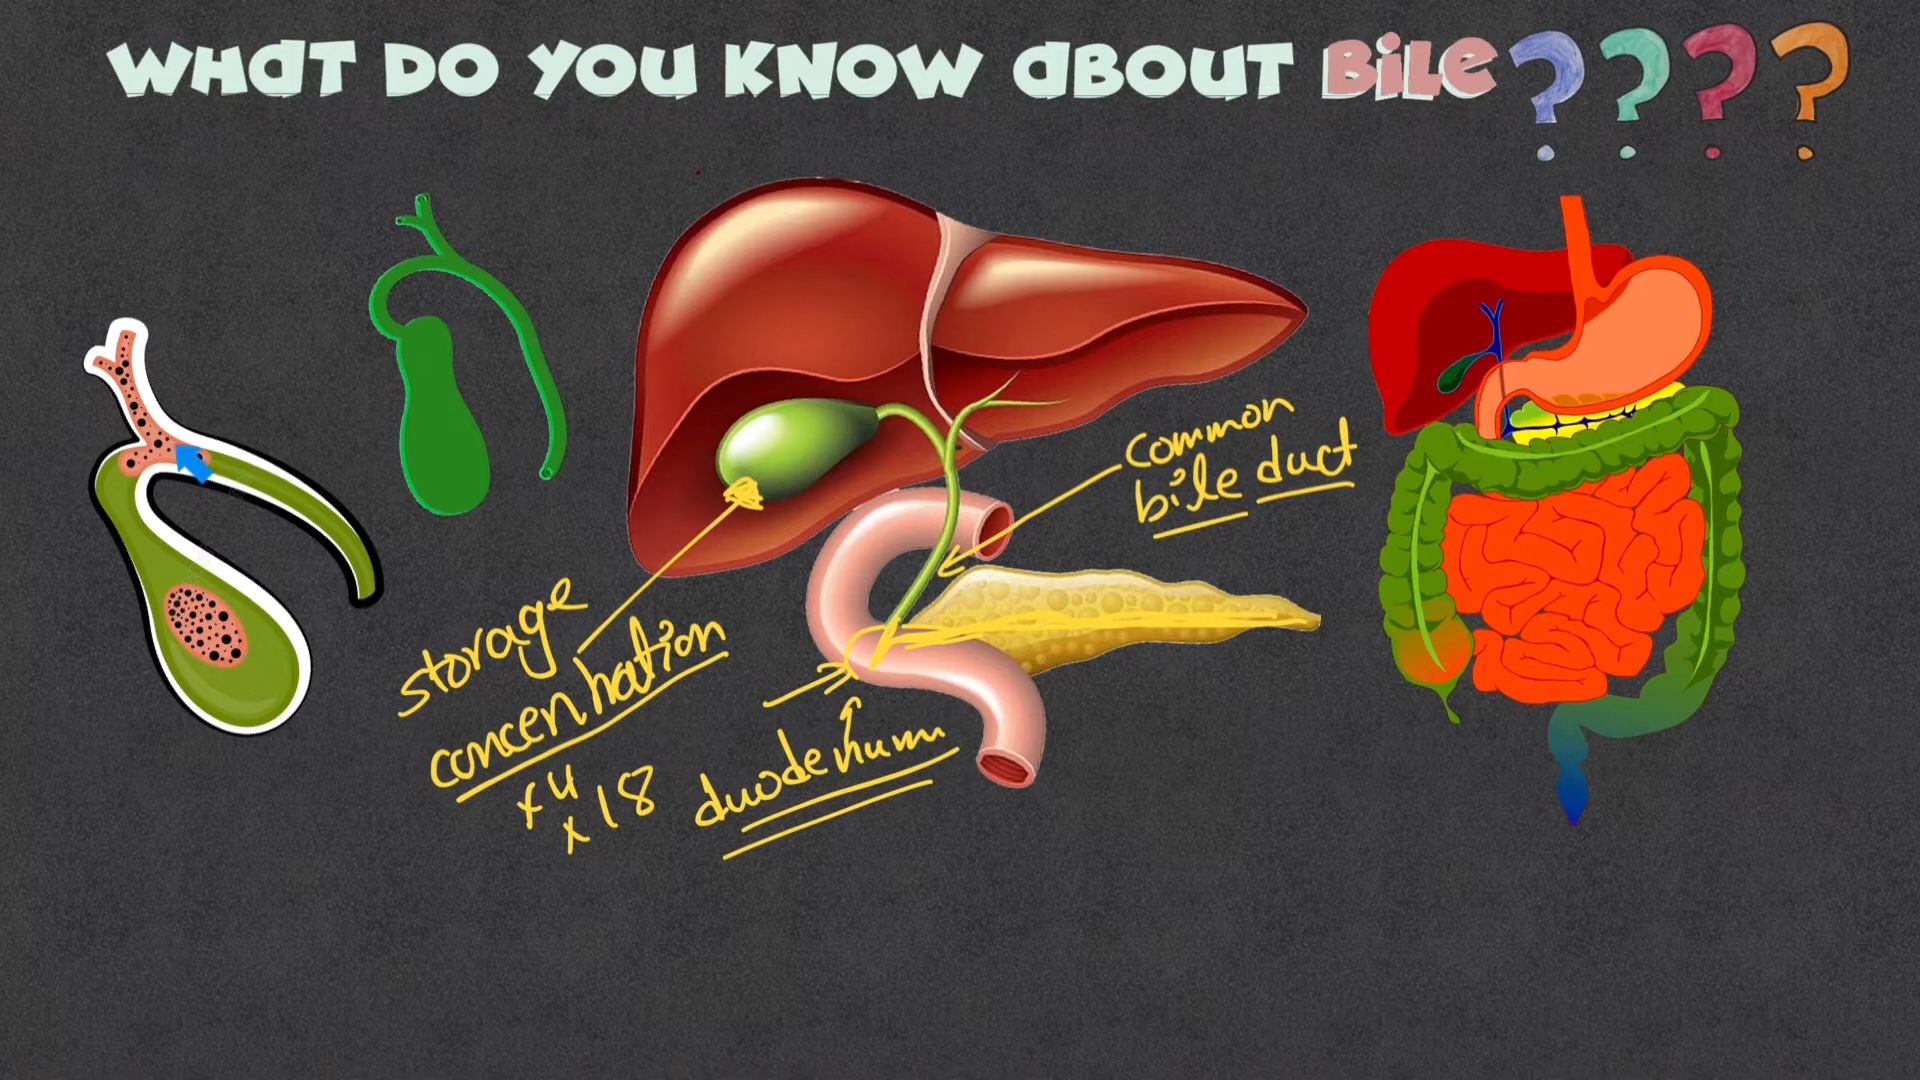 WHAT DO YOU KNOW ABOUT BILE????
common
bile duct
storage
concentration
x4
x18
duodenum